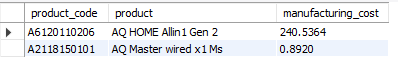 product_code product manufacturing_cost
A6120110206 AQ HOME Allin1 Gen 2 240.5364
A2118150101 AQ Master wired x1 Ms 0.8920